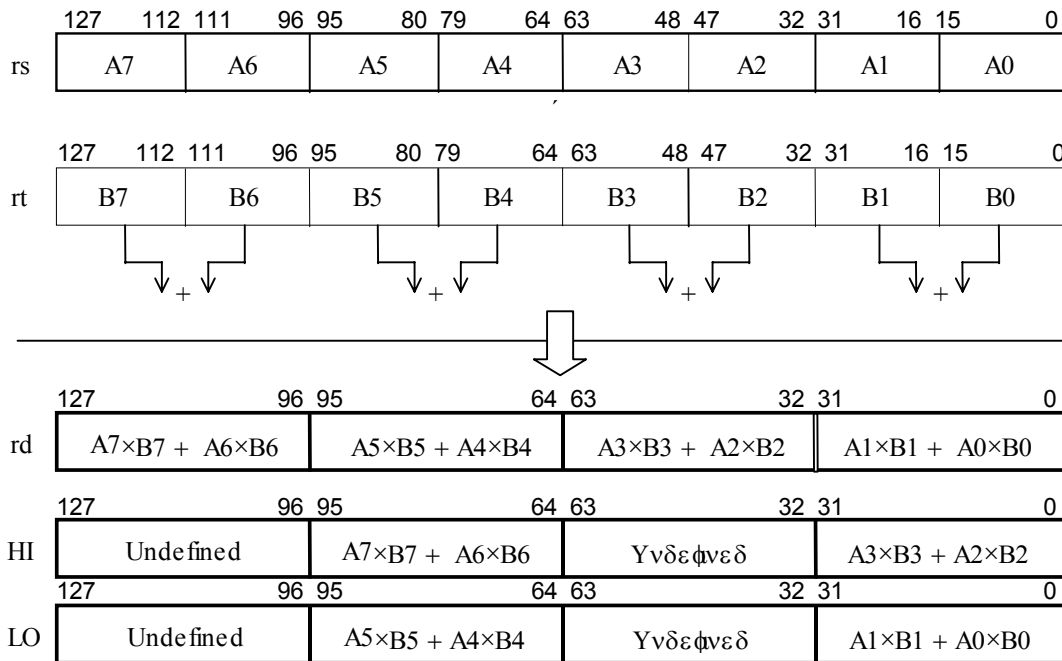 127 112 111 96 95 80 79 64 63 48 47 32 31 16 15 0
rs A7 A6 A5 A4 A3 A2 A1 A0
′
127 112 111 96 95 80 79 64 63 48 47 32 31 16 15 0
rt B7 B6 B5 B4 B3 B2 B1 B0
+ + + +
127 96 95 64 63 32 31 0
rd A7×B7 + A6×B6 A5×B5 + A4×B4 A3×B3 + A2×B2 A1×B1 + A0×B0
127 96 95 64 63 32 31 0
HI Undefined A7×B7 + A6×B6 Υνδεφινεδ A3×B3 + A2×B2
127 96 95 64 63 32 31 0
LO Undefined A5×B5 + A4×B4 Υνδεφινεδ A1×B1 + A0×B0